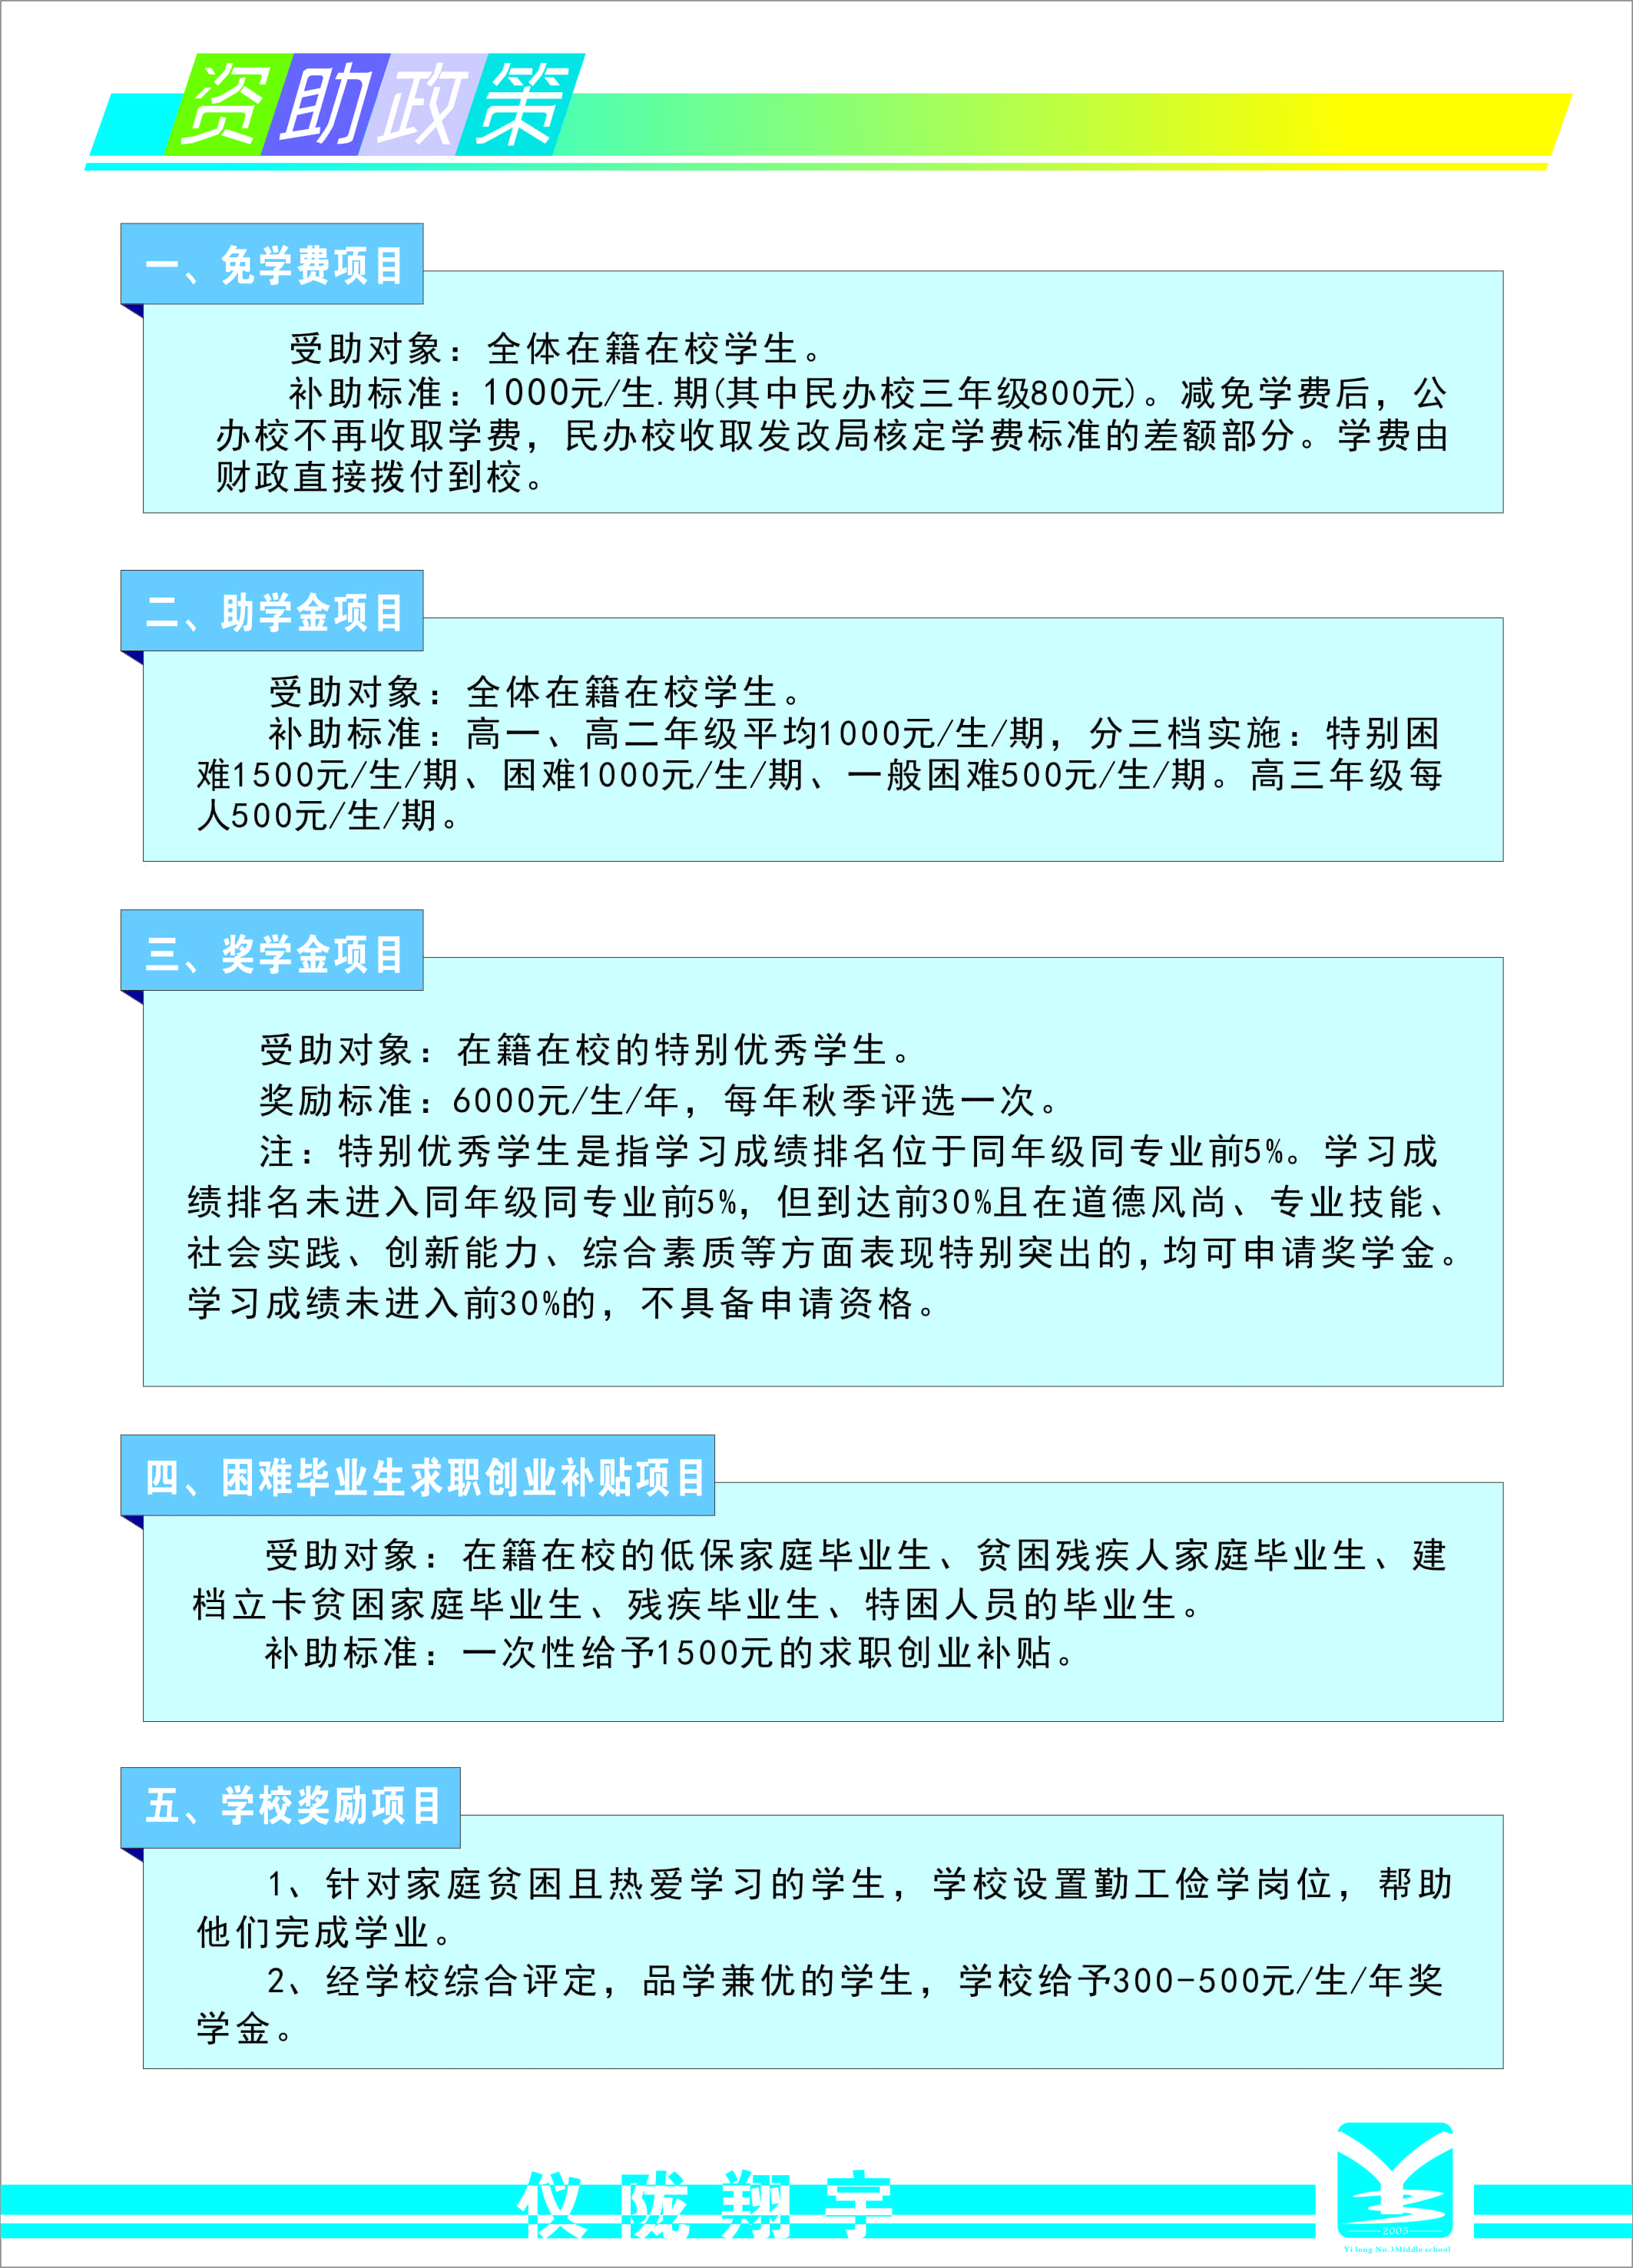 资助政策
一、免学费项目
受助对象：全体在籍在校学生。
补助标准：1000元/生.期(其中民办校三年级800元)。减免学费后，公
办校不再收取学费，民办校收取发改局核定学费标准的差额部分。学费由
财政直接拨付到校。
二、助学金项目
受助对象：全体在籍在校学生。
补助标准：高一、高二年级平均1000元/生/期，分三档实施：特别困
难1500元/生/期、困难1000元/生/期、一般困难500元/生/期。高三年级每
人500元/生/期。
三、奖学金项目
受助对象：在籍在校的特别优秀学生。
奖励标准：6000元/生/年，每年秋季评选一次。
注：特别优秀学生是指学习成绩排名位于同年级同专业前5%。学习成
绩排名未进入同年级同专业前5%，但到达前30%且在道德风尚、专业技能、
社会实践、创新能力、综合素质等方面表现特别突出的，均可申请奖学金。
学习成绩未进入前30%的，不具备申请资格。
四、困难毕业生求职创业补贴项目
受助对象：在籍在校的低保家庭毕业生、贫困残疾人家庭毕业生、建
档立卡贫困家庭毕业生、残疾毕业生、特困人员的毕业生。
补助标准：一次性给予1500元的求职创业补贴。
五、学校奖励项目
1、针对家庭贫困且热爱学习的学生，学校设置勤工俭学岗位，帮助
他们完成学业。
2、经学校综合评定，品学兼优的学生，学校给予300-500元/生/年奖
学金。
仪陇翔宇
2005
Yi long No.3Middle school